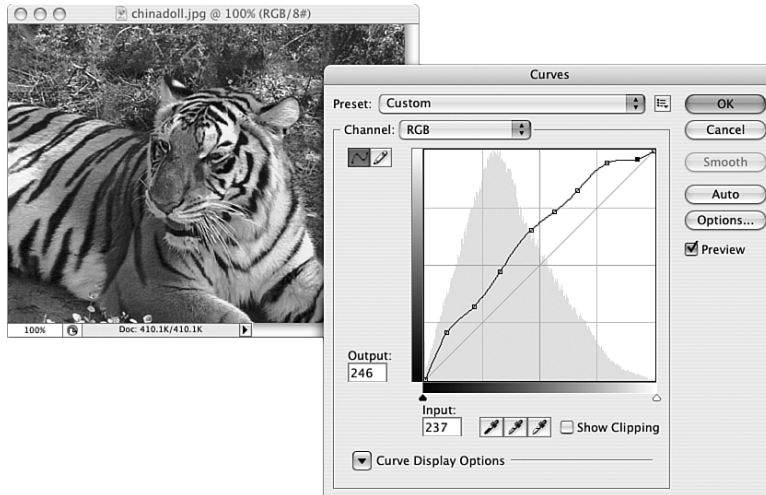 chinadoll.jpg @ 100% (RGB/8#)
100%
Doc: 410.1K/410.1K
Curves
Preset: Custom
Channel: RGB
OK
Cancel
Smooth
Auto
Options...
Preview
Output:
246
Input:
237
Show Clipping
Curve Display Options